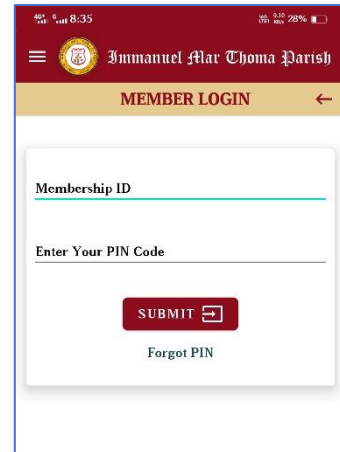 8:35 28%
Immanuel Mar Thoma Parish
MEMBER LOGIN
Membership ID
Enter Your PIN Code
SUBMIT
Forgot PIN